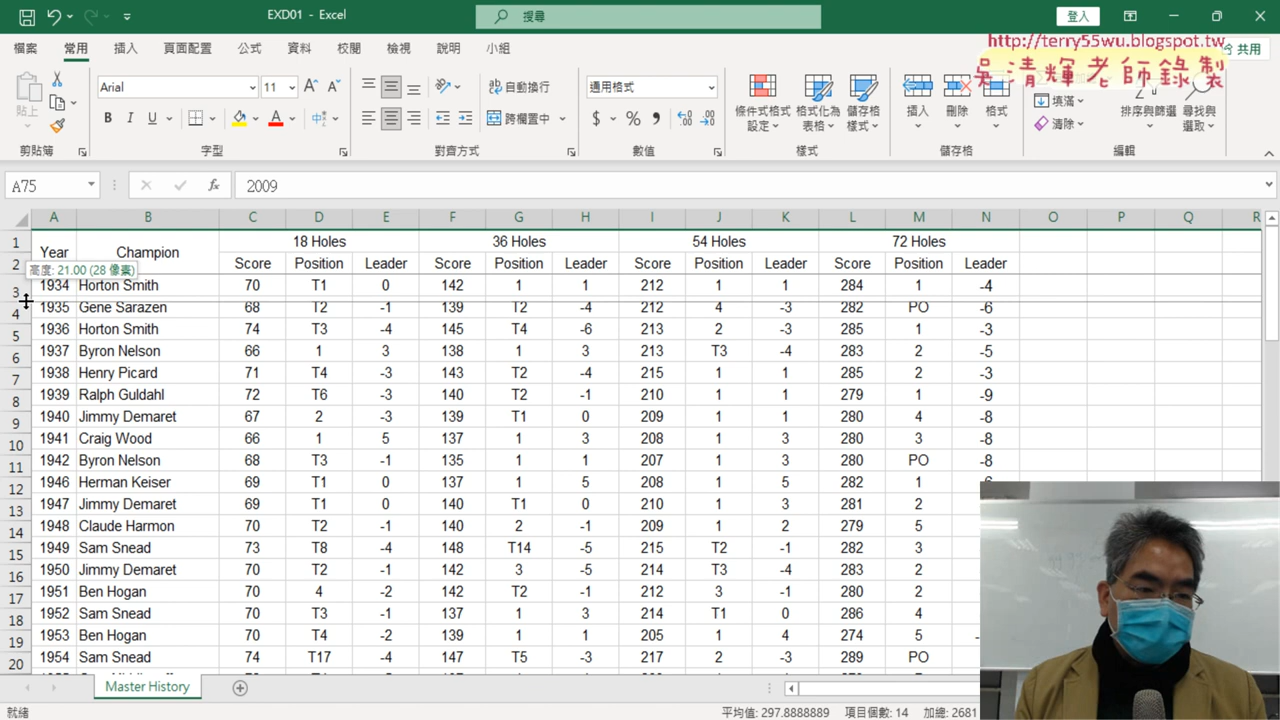 EXD01 - Excel
搜尋
登入
http://terry55wu.blogspot.tw
吳清輝老師錄製
共用
檔案 常用 插入 頁面配置 公式 資料 校閱 檢視 說明 小組
貼上
Arial 11
自動換行
跨欄置中
通用格式
條件式格式設定 格式化為表格 儲存格樣式
插入 刪除 格式
填滿
清除
排序與篩選 尋找與選取
剪貼簿 字型 對齊方式 數值 樣式 儲存格 編輯
A75 fx 2009
A B C D E F G H I J K L M N O P Q R
1 Year Champion 18 Holes 36 Holes 54 Holes 72 Holes
2 Score Position Leader Score Position Leader Score Position Leader Score Position Leader
高度: 21.00 (28 像素)
3 1934 Horton Smith 70 T1 0 142 1 1 212 1 1 284 1 -4
4 1935 Gene Sarazen 68 T2 -1 139 T2 -4 212 4 -3 282 PO -6
5 1936 Horton Smith 74 T3 -4 145 T4 -6 213 2 -3 285 1 -3
6 1937 Byron Nelson 66 1 3 138 1 3 213 T3 -4 283 2 -5
7 1938 Henry Picard 71 T4 -3 143 T2 -4 215 1 1 285 2 -3
8 1939 Ralph Guldahl 72 T6 -3 140 T2 -1 210 1 1 279 1 -9
9 1940 Jimmy Demaret 67 2 -3 139 T1 0 209 1 1 280 4 -8
10 1941 Craig Wood 66 1 5 137 1 3 208 1 3 280 3 -8
11 1942 Byron Nelson 68 T3 -1 135 1 1 207 1 3 280 PO -8
12 1946 Herman Keiser 69 T1 0 137 1 5 208 1 5 282 1
13 1947 Jimmy Demaret 69 T1 0 140 T1 0 210 1 3 281 2
14 1948 Claude Harmon 70 T2 -1 140 2 -1 209 1 2 279 5
15 1949 Sam Snead 73 T8 -4 148 T14 -5 215 T2 -1 282 3
16 1950 Jimmy Demaret 70 T2 -1 142 3 -5 214 T3 -4 283 2
17 1951 Ben Hogan 70 4 -2 142 T2 -1 212 3 -1 280 2
18 1952 Sam Snead 70 T3 -1 137 1 3 214 T1 0 286 4
19 1953 Ben Hogan 70 T4 -2 139 1 1 205 1 4 274 5
20 1954 Sam Snead 74 T17 -4 147 T5 -3 217 2 -3 289 PO
Master History
就緒
平均值: 297.8888889 項目個數: 14 加總: 2681